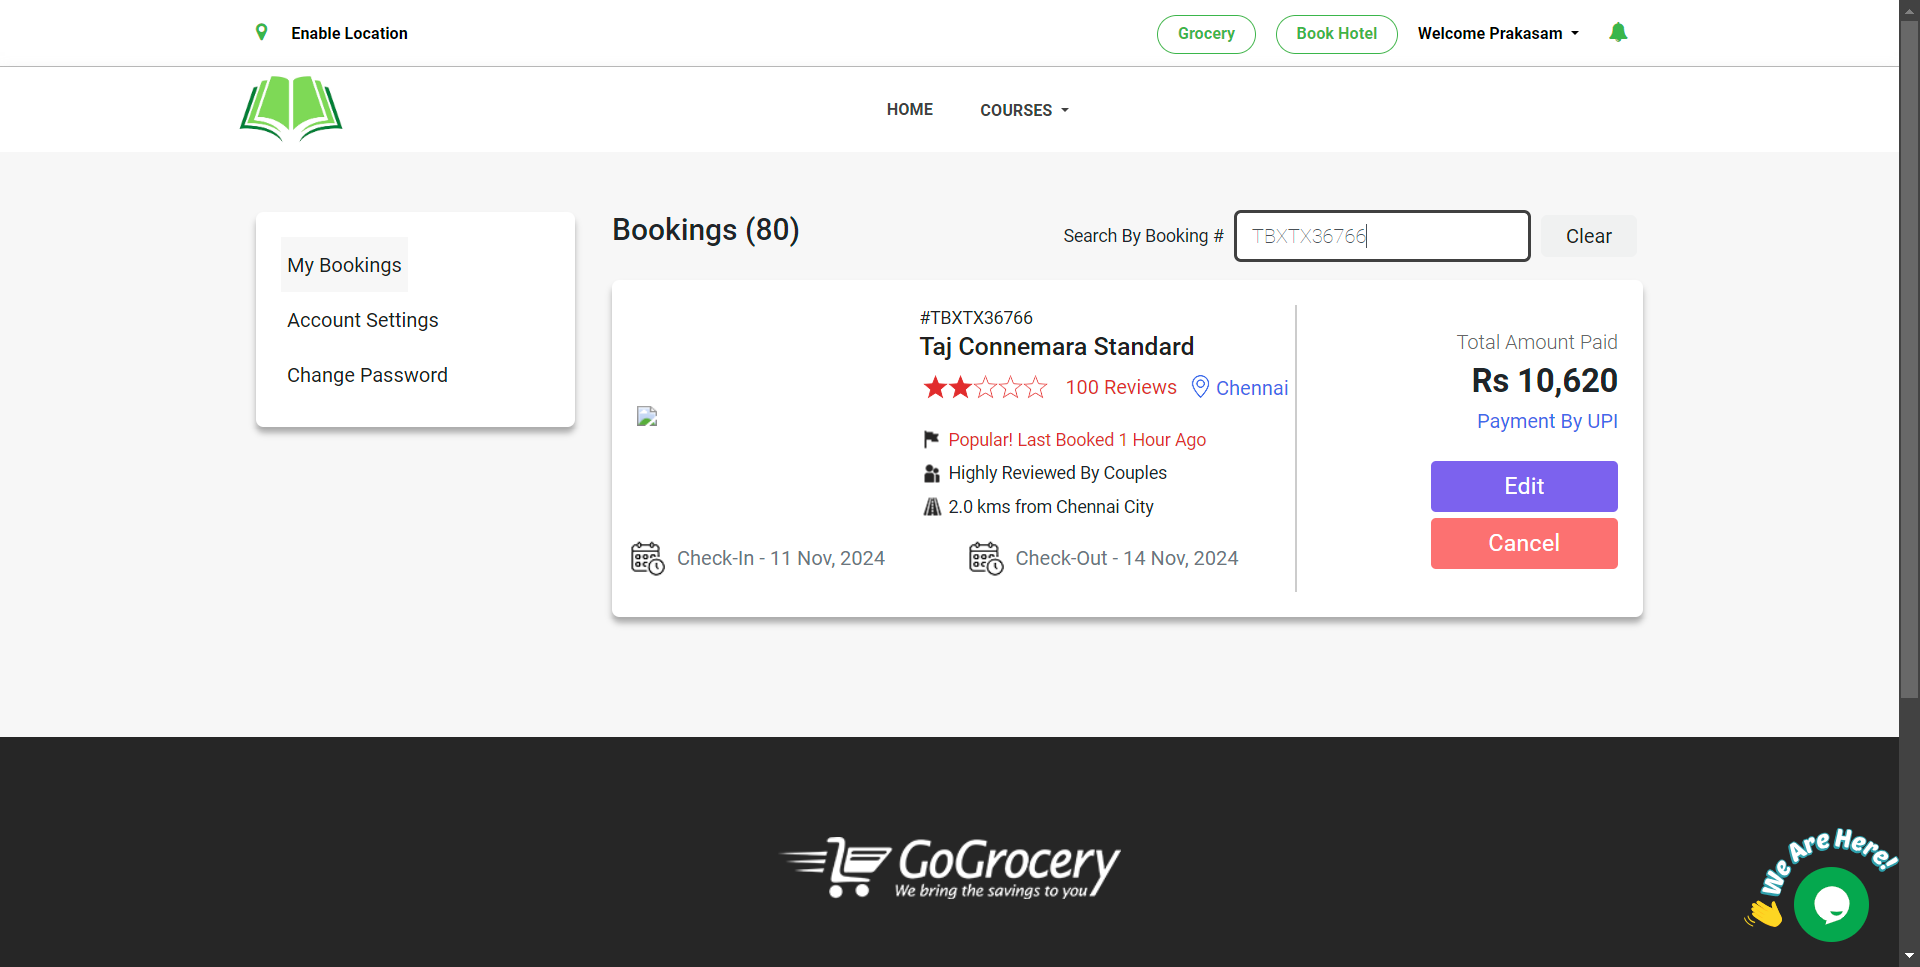 Enable Location
Grocery
Book Hotel
Welcome Prakasam
HOME
COURSES
My Bookings
Account Settings
Change Password
Bookings (80)
Search By Booking #
TBXTX36766
Clear
#TBXTX36766
Taj Connemara Standard
100 Reviews
Chennai
Popular! Last Booked 1 Hour Ago
Highly Reviewed By Couples
2.0 kms from Chennai City
Check-In - 11 Nov, 2024
Check-Out - 14 Nov, 2024
Total Amount Paid
Rs 10,620
Payment By UPI
Edit
Cancel
GoGrocery
We bring the savings to you
We Are Here!